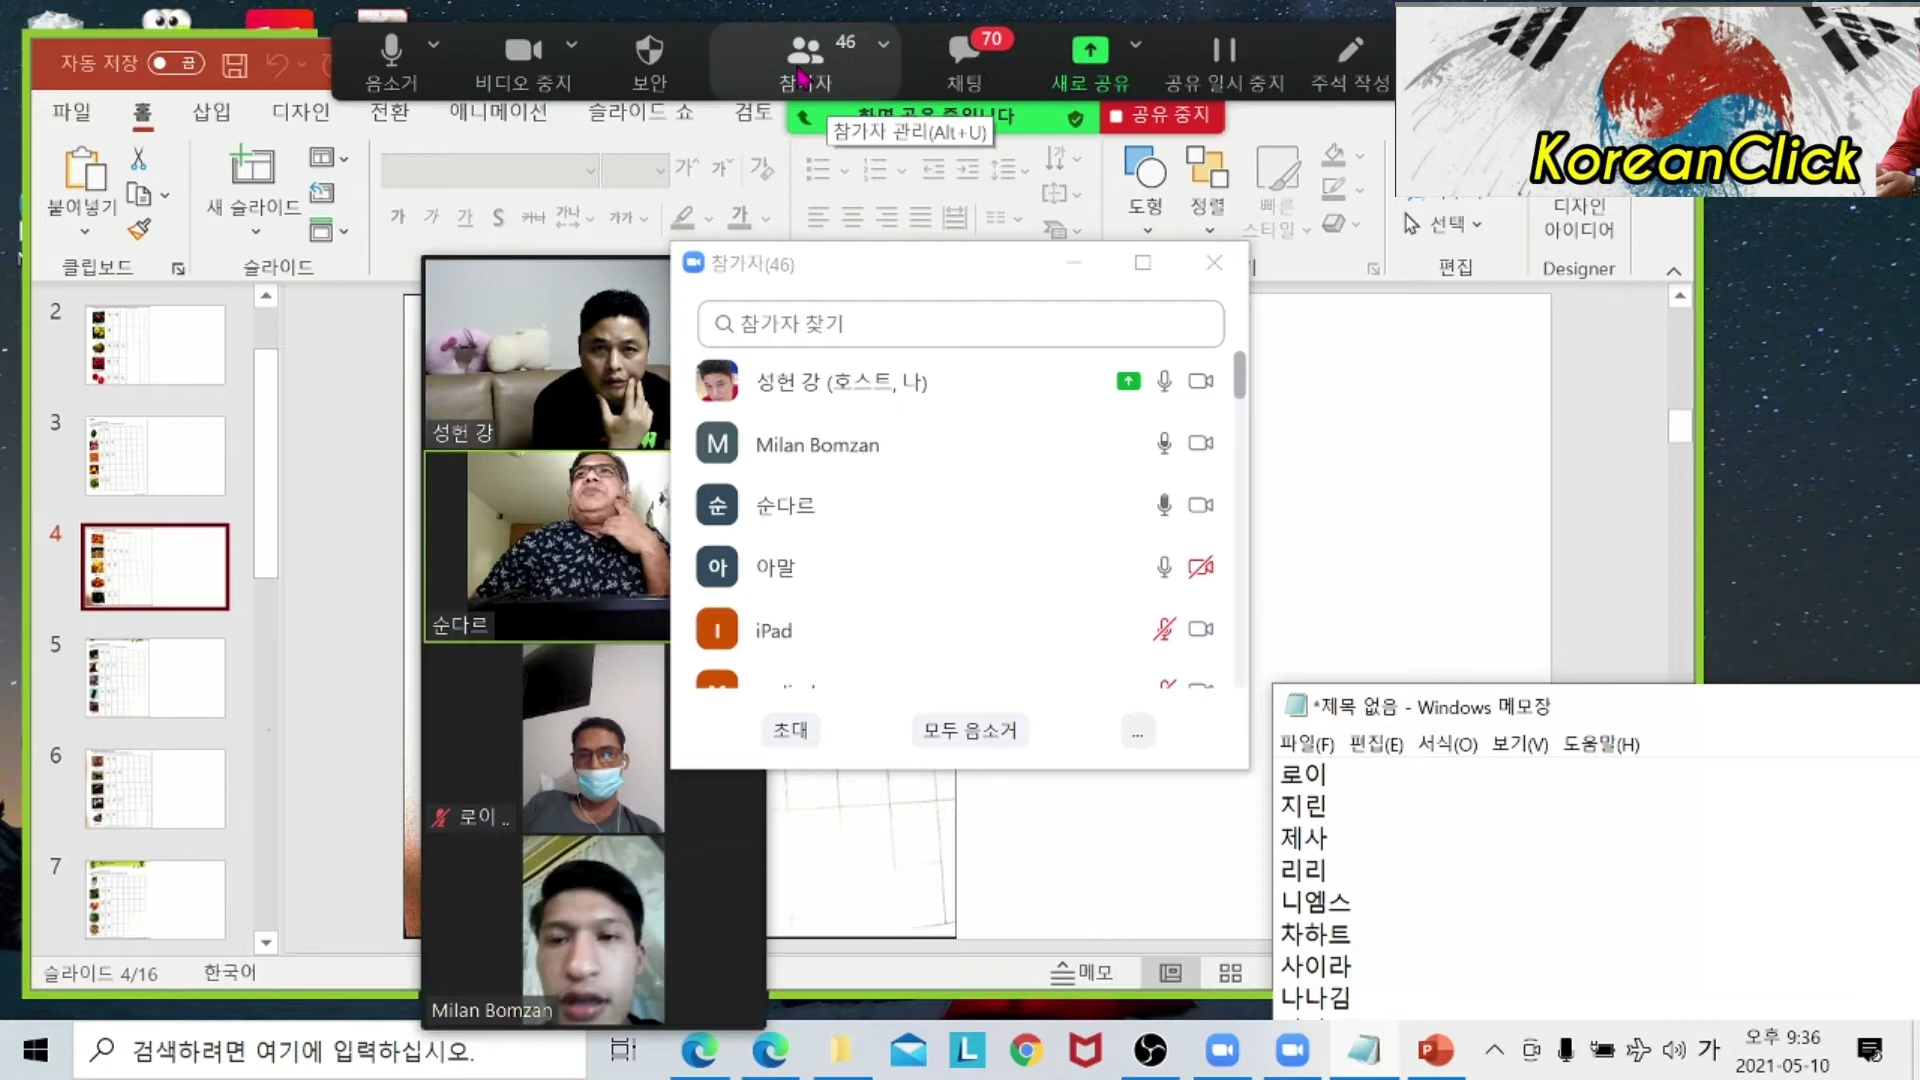 자동 저장 끔
음소거
비디오 중지
보안
46
참가자
70
채팅
새로 공유
공유 일시 중지
주석 작성
KoreanClick
파일 홈 삽입 디자인 전환 애니메이션 슬라이드 쇼 검토
공유 중지
참가자 관리(Alt+U)
붙여넣기
새 슬라이드
도형
정렬
빠른
스타일
선택
디자인
아이디어
클립보드
슬라이드
편집
Designer
참가자(46)
참가자 찾기
성헌 강 (호스트, 나)
M Milan Bomzan
순 순다르
아 아말
I iPad
초대
모두 음소거
...
성헌 강
순다르
로이 ..
Milan Bomzan
2
3
4
5
6
7
*제목 없음 - Windows 메모장
파일(F) 편집(E) 서식(O) 보기(V) 도움말(H)
로이
지린
제사
리리
니엠스
차하트
사이라
나나김
슬라이드 4/16 한국어
메모
검색하려면 여기에 입력하십시오.
L
P
가
오후 9:36
2021-05-10